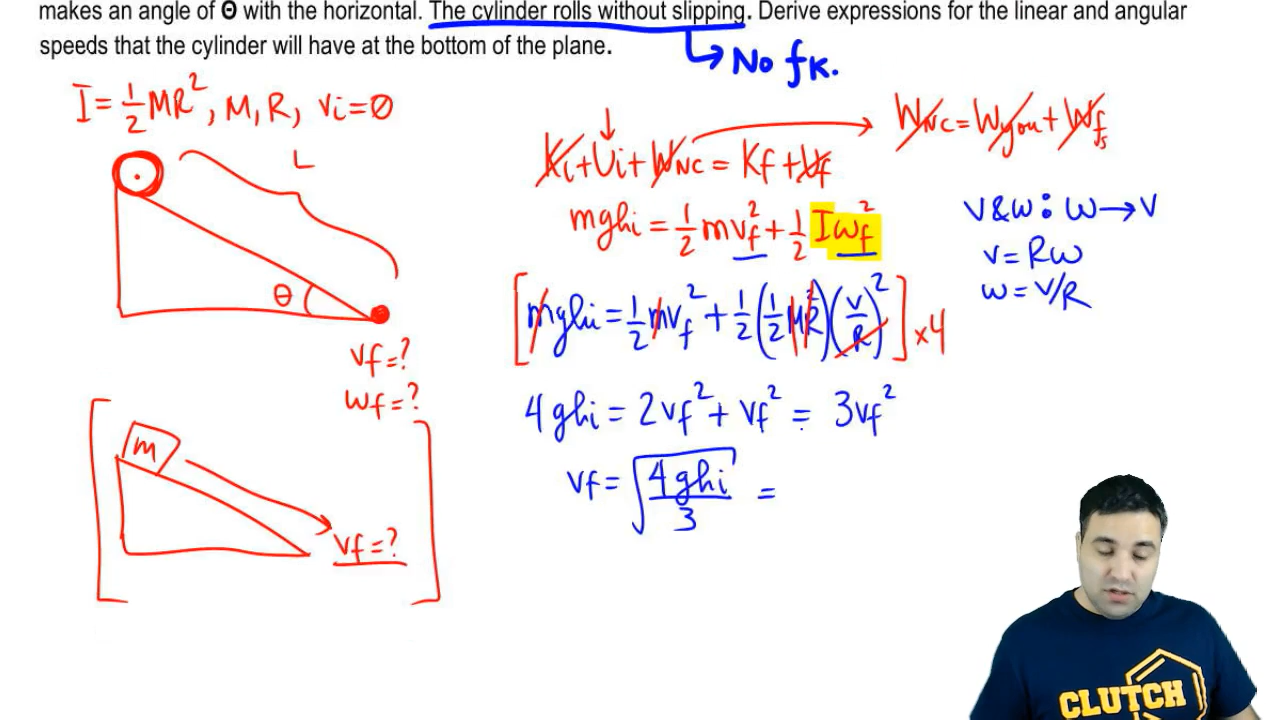 makes an angle of Θ with the horizontal. The cylinder rolls without slipping. Derive expressions for the linear and angular
speeds that the cylinder will have at the bottom of the plane.
No fk.
I = 1/2 MR², M, R, vi = 0
L
θ
vf = ?
wf = ?
m
vf = ?
Ki + Ui + WNC = Kf + Uf
WNC = Wyou + Wfs
mghi = 1/2 mvf² + 1/2 Iωf²
[mghi = 1/2 mvf² + 1/2 (1/2 MR²)(v/R)²] x4
4ghi = 2vf² + vf² = 3vf²
vf = √(4ghi/3) =
V&ω: ω → V
v = Rω
ω = V/R
CLUTCH